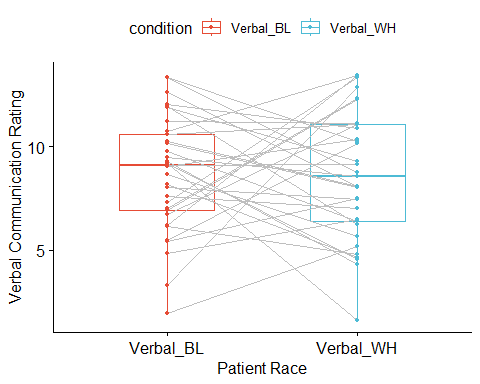 condition Verbal_BL Verbal_WH
Verbal Communication Rating
10
5
Verbal_BL Verbal_WH
Patient Race